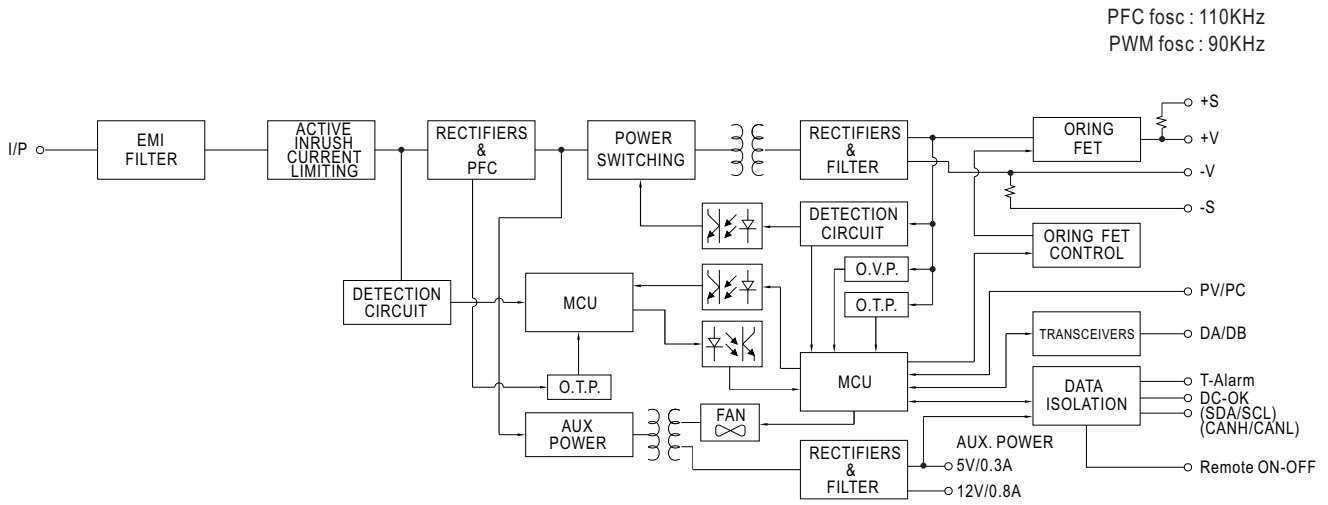 PFC fosc : 110KHz
PWM fosc : 90KHz
I/P
EMI
FILTER
ACTIVE
INRUSH
CURRENT
LIMITING
RECTIFIERS
&
PFC
POWER
SWITCHING
RECTIFIERS
&
FILTER
ORING
FET
+S
+V
-V
-S
DETECTION
CIRCUIT
ORING FET
CONTROL
O.V.P.
O.T.P.
DETECTION
CIRCUIT
MCU
PV/PC
TRANSCEIVERS
DA/DB
MCU
O.T.P.
DATA
ISOLATION
T-Alarm
DC-OK
(SDA/SCL)
(CANH/CANL)
AUX
POWER
FAN
RECTIFIERS
&
FILTER
AUX. POWER
5V/0.3A
12V/0.8A
Remote ON-OFF